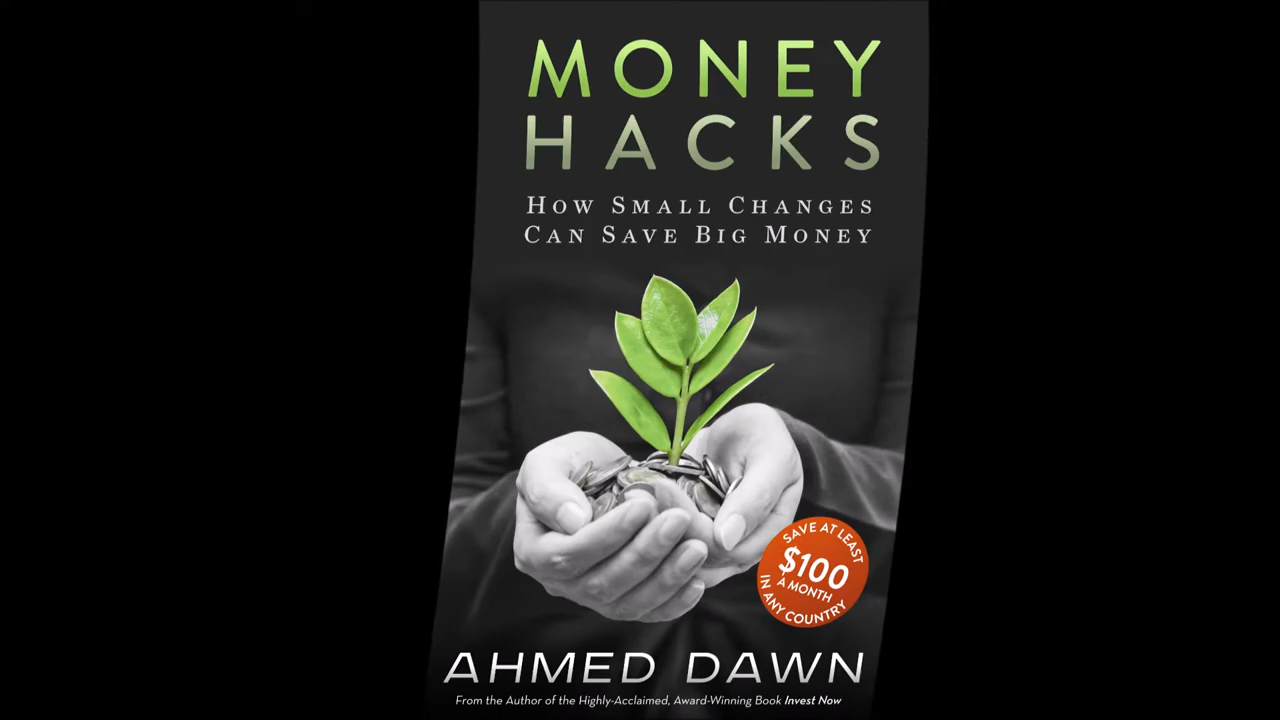 MONEY
HACKS
HOW SMALL CHANGES
CAN SAVE BIG MONEY
SAVE AT LEAST
$100
A MONTH
IN ANY COUNTRY
AHMED DAWN
From the Author of the Highly-Acclaimed, Award-Winning Book Invest Now